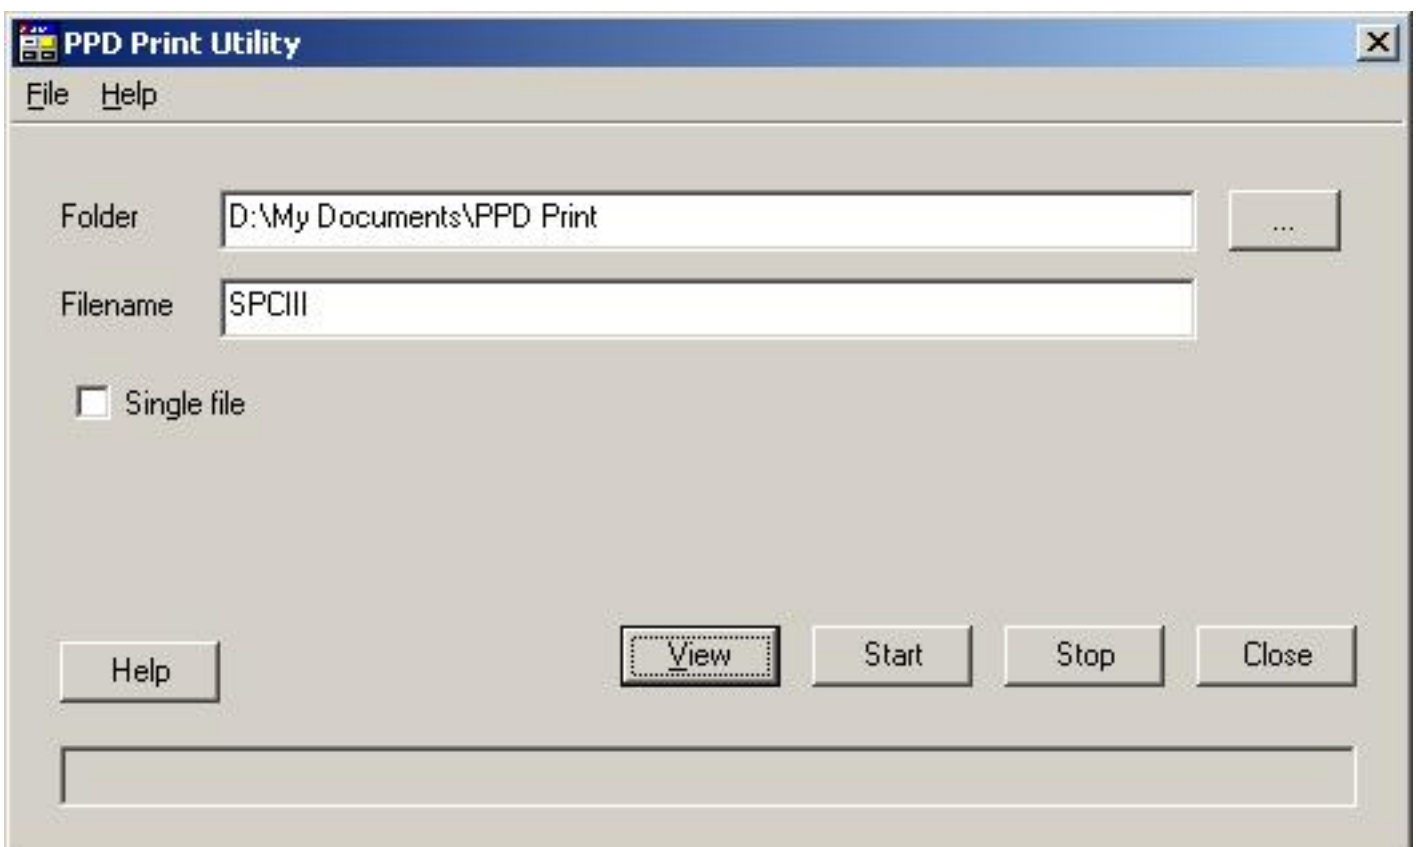 PPD Print Utility
File Help
Folder D:\My Documents\PPD Print ...
Filename SPCIII
Single file
Help View Start Stop Close